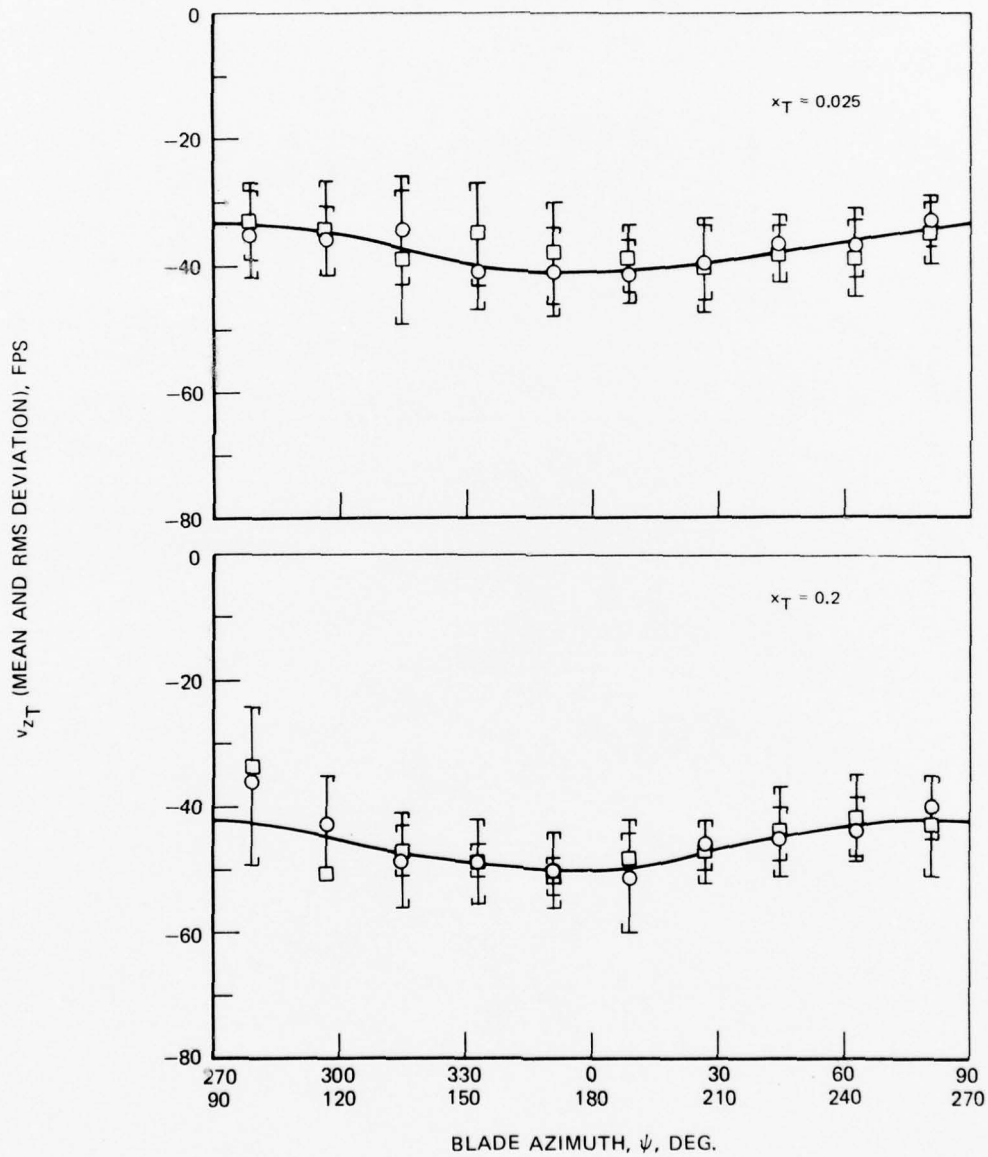 v_zT (MEAN AND RMS DEVIATION), FPS
0
x_T = 0.025
−20
−40
−60
−80
0
x_T = 0.2
−20
−40
−60
−80
270 300 330 0 30 60 90
90 120 150 180 210 240 270
BLADE AZIMUTH, ψ, DEG.